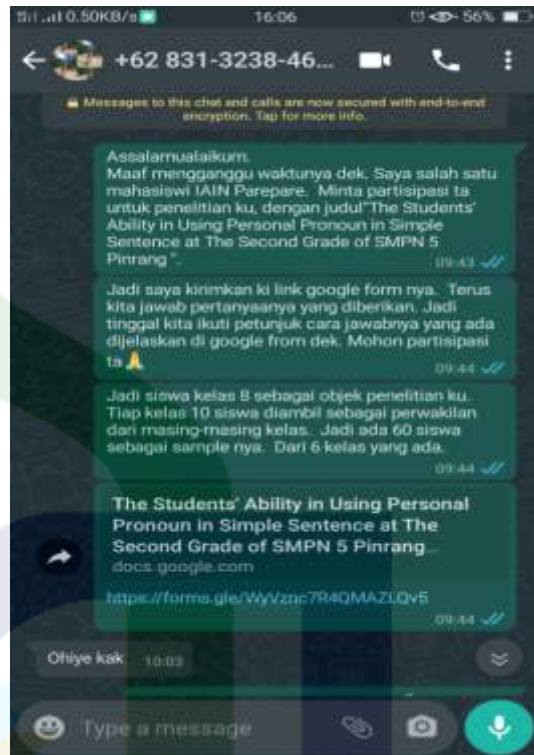 0.50KB/s 16:06 56%
+62 831-3238-46...
Messages to this chat and calls are now secured with end-to-end
encryption. Tap for more info.
Assalamualaikum.
Maaf mengganggu waktunya dek. Saya salah satu
mahasiswi IAIN Parepare. Minta partisipasi ta
untuk penelitian ku, dengan judul"The Students'
Ability in Using Personal Pronoun in Simple
Sentence at The Second Grade of SMPN 5
Pinrang ".
09:43
Jadi saya kirimkan ki link google form nya. Terus
kita jawab pertanyaanya yang diberikan. Jadi
tinggal kita ikuti petunjuk cara jawabnya yang ada
dijelaskan di google from dek. Mohon partisipasi
ta 🙏
09:44
Jadi siswa kelas 8 sebagai objek penelitian ku.
Tiap kelas 10 siswa diambil sebagai perwakilan
dari masing-masing kelas. Jadi ada 60 siswa
sebagai sample nya. Dari 6 kelas yang ada.
09:44
The Students' Ability in Using Personal
Pronoun in Simple Sentence at The
Second Grade of SMPN 5 Pinrang
docs.google.com
https://forms.gle/WyVznc7R4QMAZLQv5
09:44
Ohiye kak 10:03
Type a message